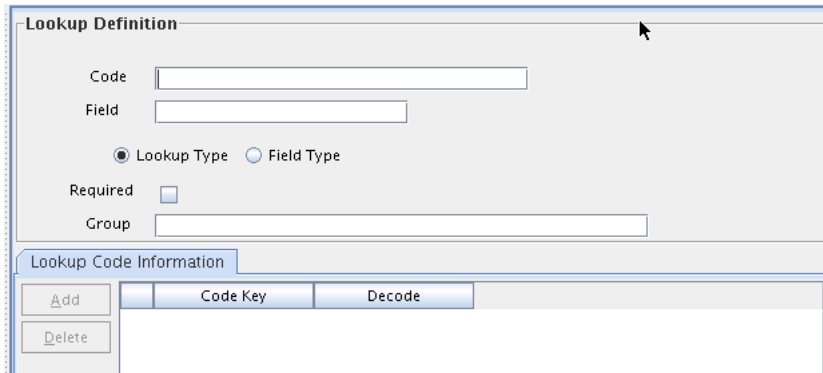 Lookup Definition
Code
Field
Lookup Type Field Type
Required
Group
Lookup Code Information
Add
Code Key Decode
Delete